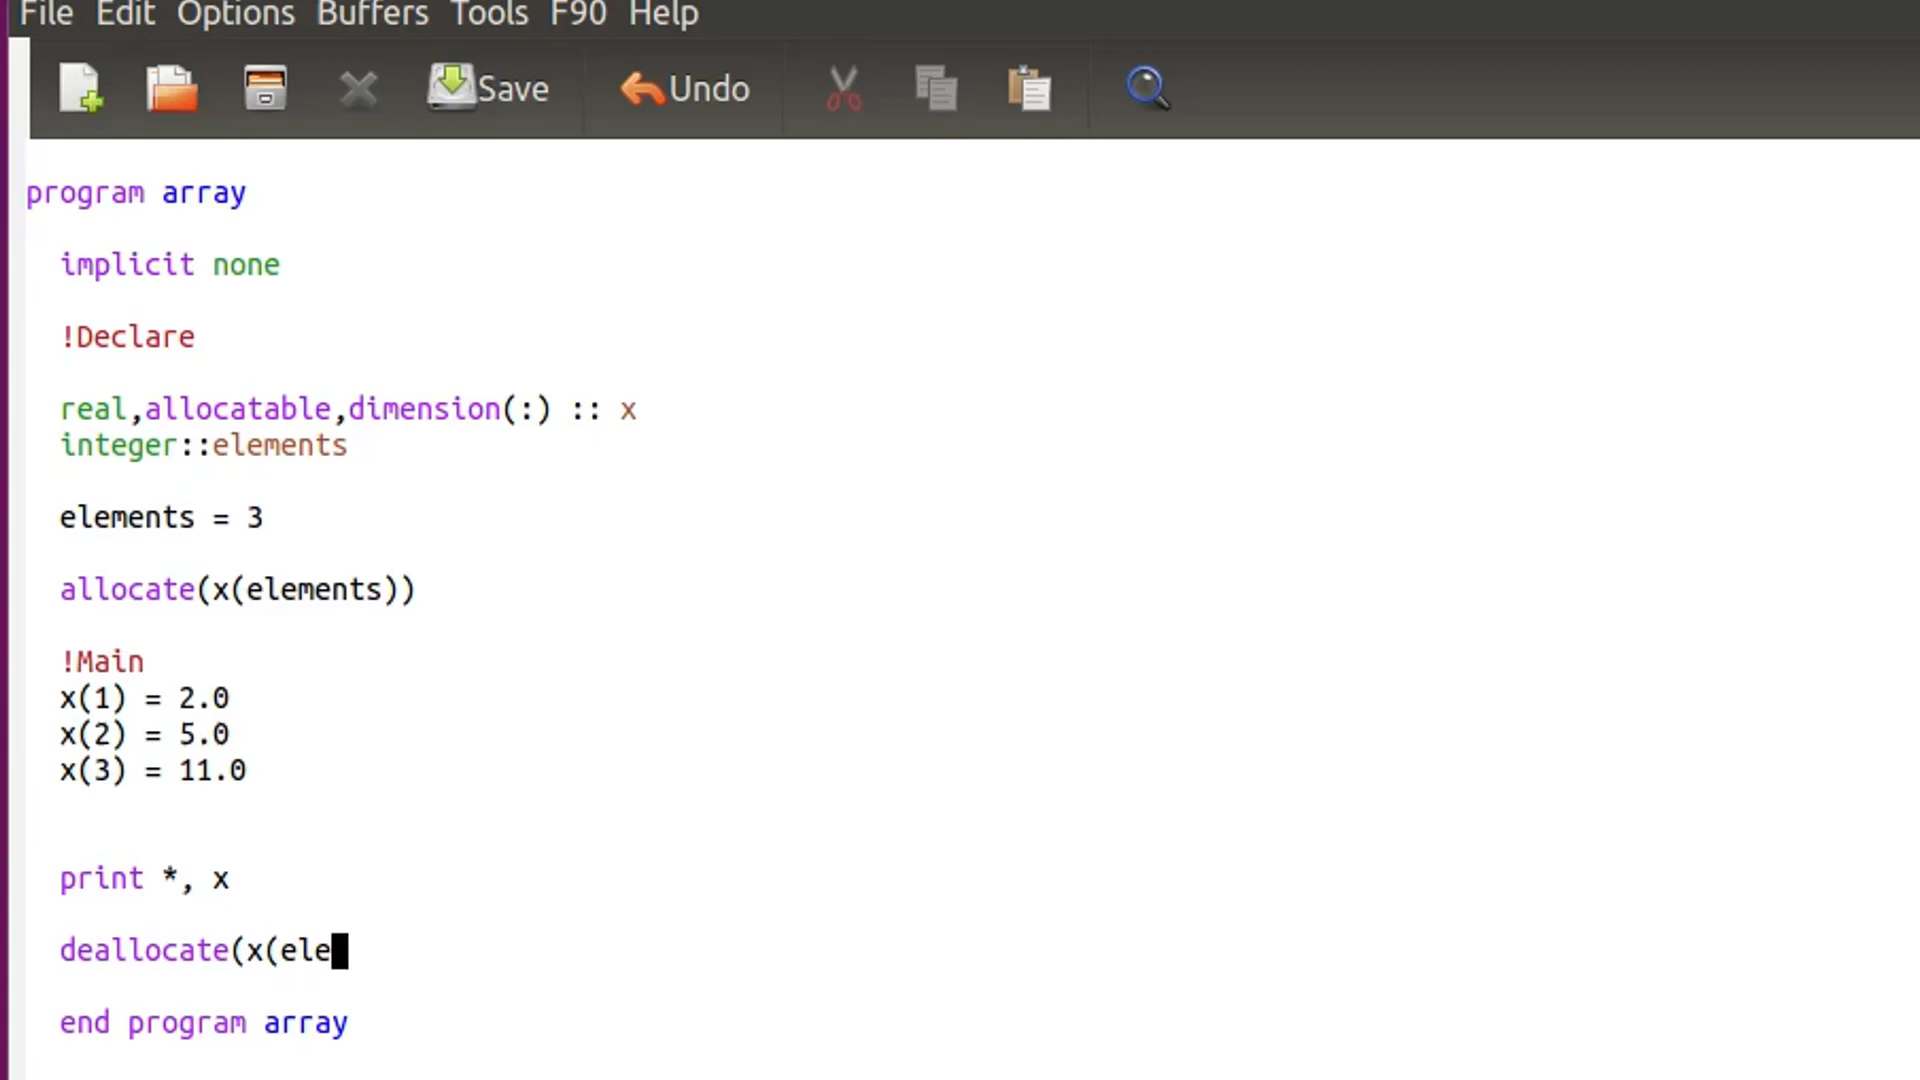 File Edit Options Buffers Tools F90 Help
Save Undo
program array
implicit none
!Declare
real,allocatable,dimension(:) :: x
integer::elements
elements = 3
allocate(x(elements))
!Main
x(1) = 2.0
x(2) = 5.0
x(3) = 11.0
print *, x
deallocate(x(ele
end program array